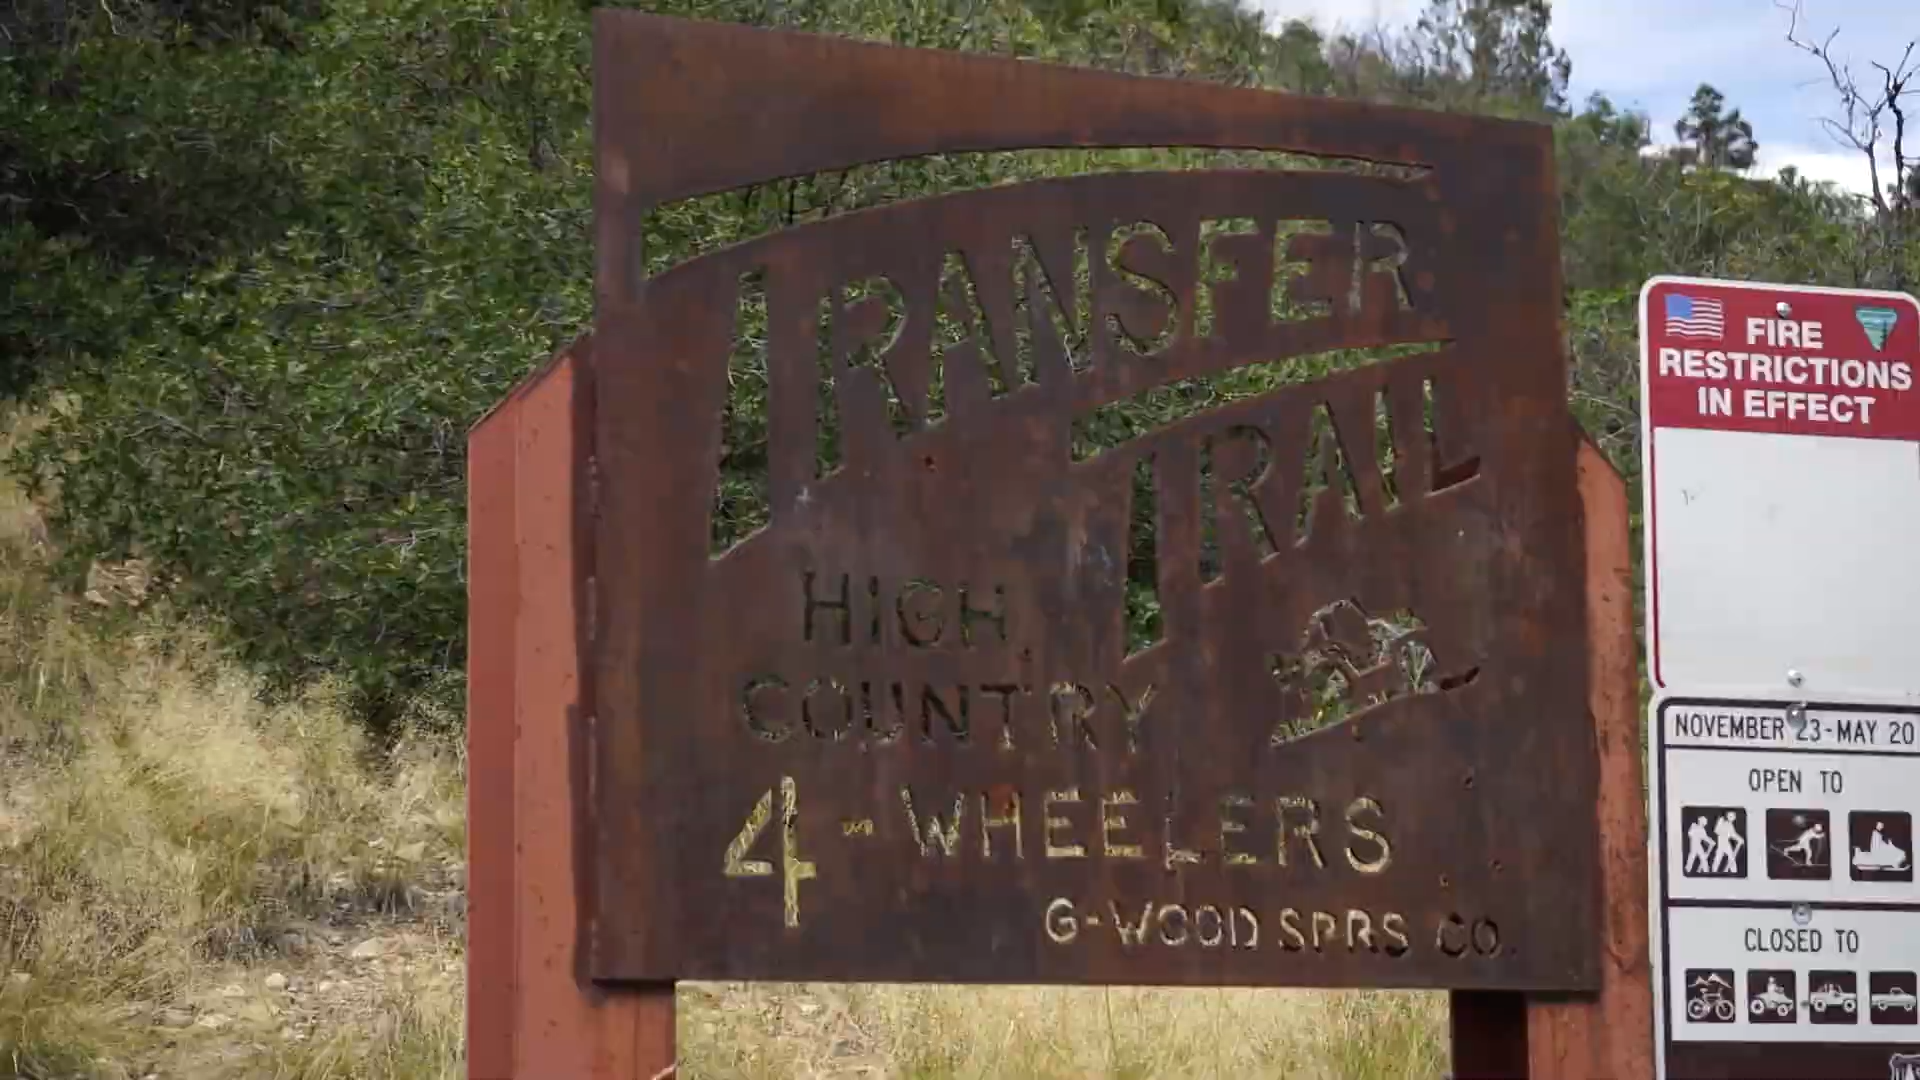 TRANSFER
TRAIL
HIGH
COUNTRY
4-WHEELERS
G-WOOD SPRS CO.
FIRE
RESTRICTIONS
IN EFFECT
NOVEMBER 23-MAY 20
OPEN TO
CLOSED TO